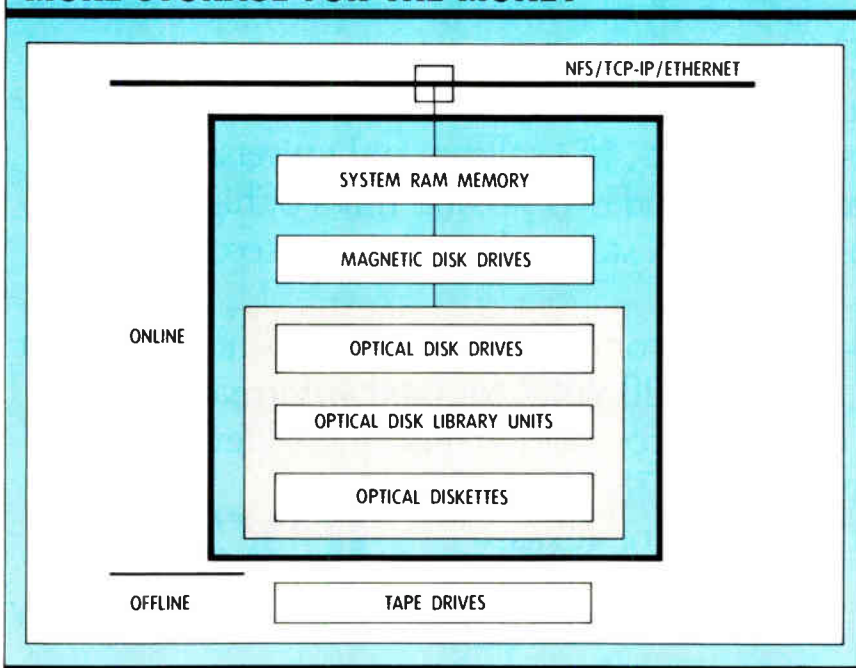 MORE STORAGE FOR THE MONEY
NFS/TCP-IP/ETHERNET
SYSTEM RAM MEMORY
MAGNETIC DISK DRIVES
ONLINE
OPTICAL DISK DRIVES
OPTICAL DISK LIBRARY UNITS
OPTICAL DISKETTES
OFFLINE
TAPE DRIVES